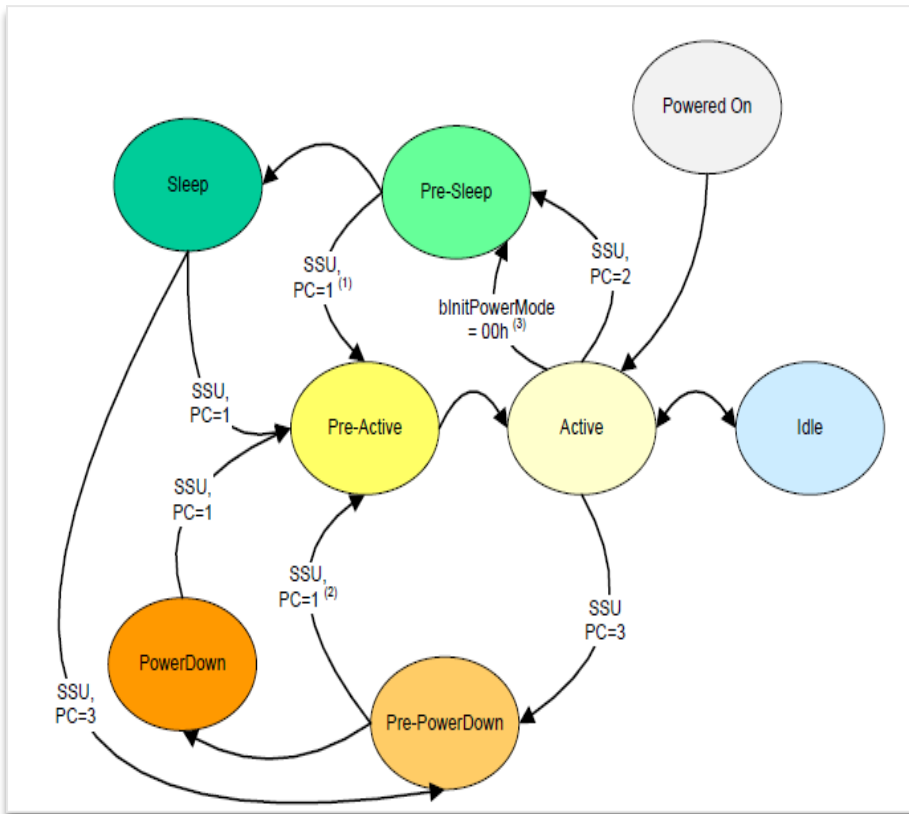 Powered On
Sleep
Pre-Sleep
SSU,
PC=1 (1)
SSU,
PC=2
bInitPowerMode
= 00h (3)
SSU,
PC=1
Pre-Active
Active
Idle
SSU,
PC=1
SSU,
PC=1 (2)
SSU
PC=3
PowerDown
SSU,
PC=3
Pre-PowerDown